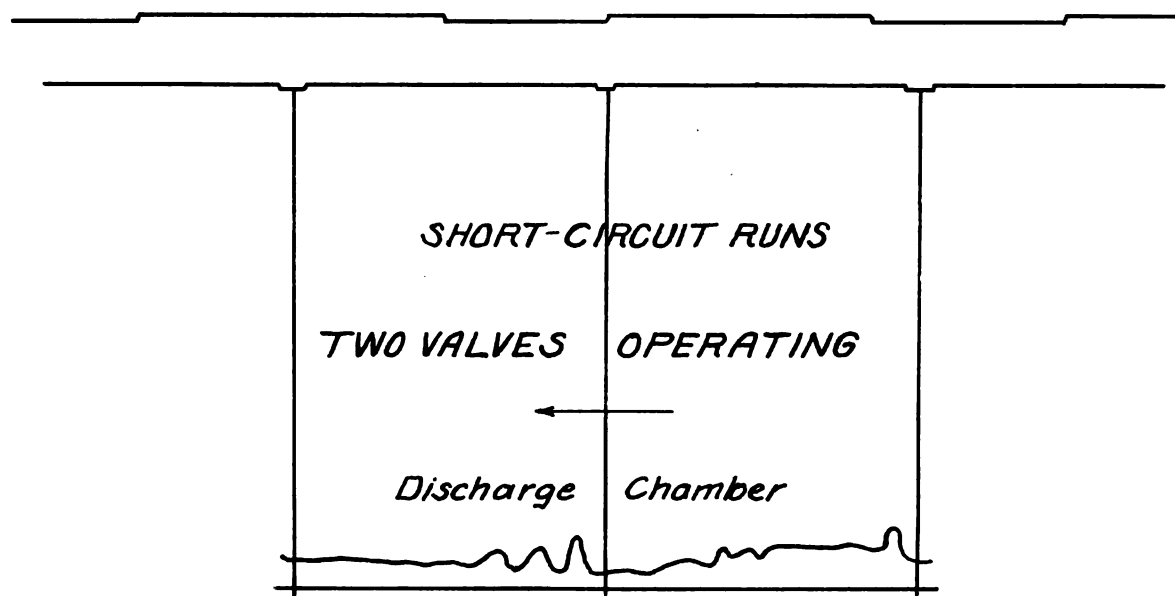 SHORT-CIRCUIT RUNS
TWO VALVES OPERATING
Discharge Chamber